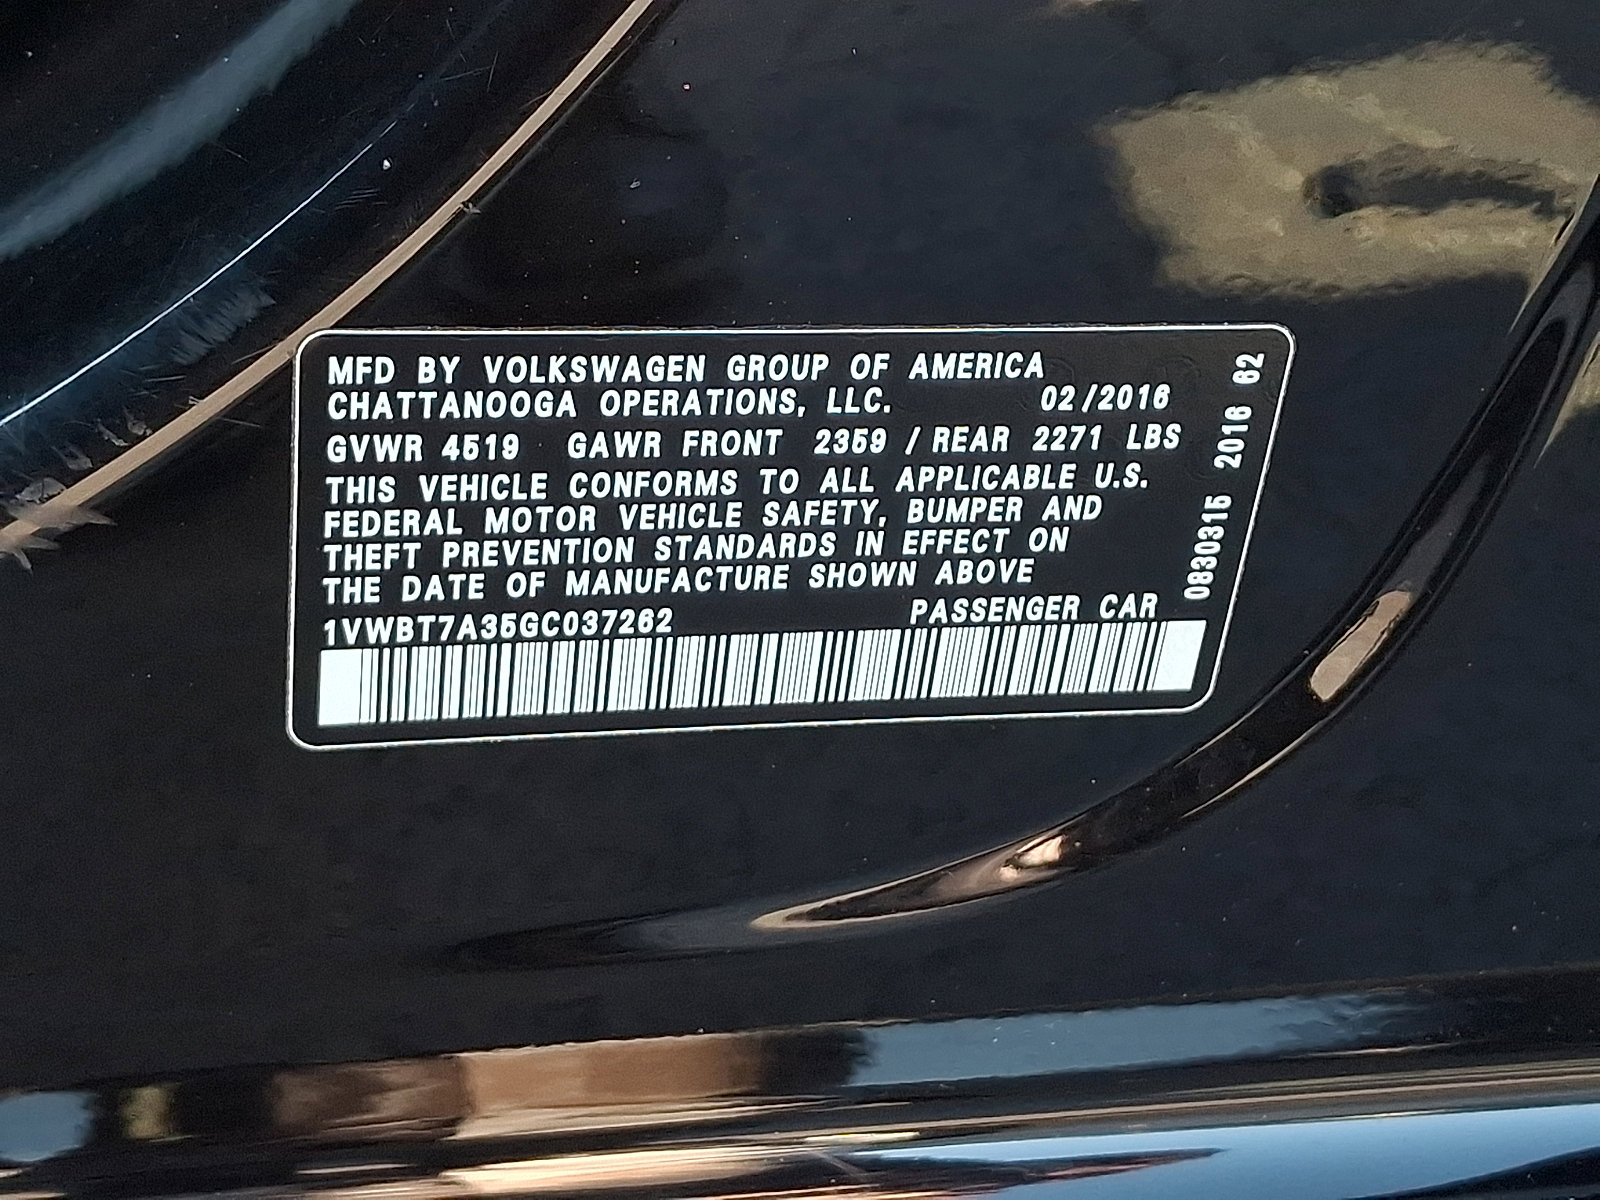 MFD BY VOLKSWAGEN GROUP OF AMERICA
CHATTANOOGA OPERATIONS, LLC. 02/2016
GVWR 4519 GAWR FRONT 2359 / REAR 2271 LBS
THIS VEHICLE CONFORMS TO ALL APPLICABLE U.S.
FEDERAL MOTOR VEHICLE SAFETY, BUMPER AND
THEFT PREVENTION STANDARDS IN EFFECT ON
THE DATE OF MANUFACTURE SHOWN ABOVE
1VWBT7A35GC037262 PASSENGER CAR
0830316 2016 62